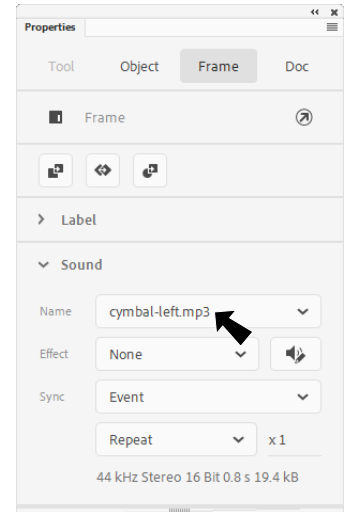 Properties
Tool Object Frame Doc
Frame
Label
Sound
Name cymbal-left.mp3
Effect None
Sync Event
Repeat x 1
44 kHz Stereo 16 Bit 0.8 s 19.4 kB